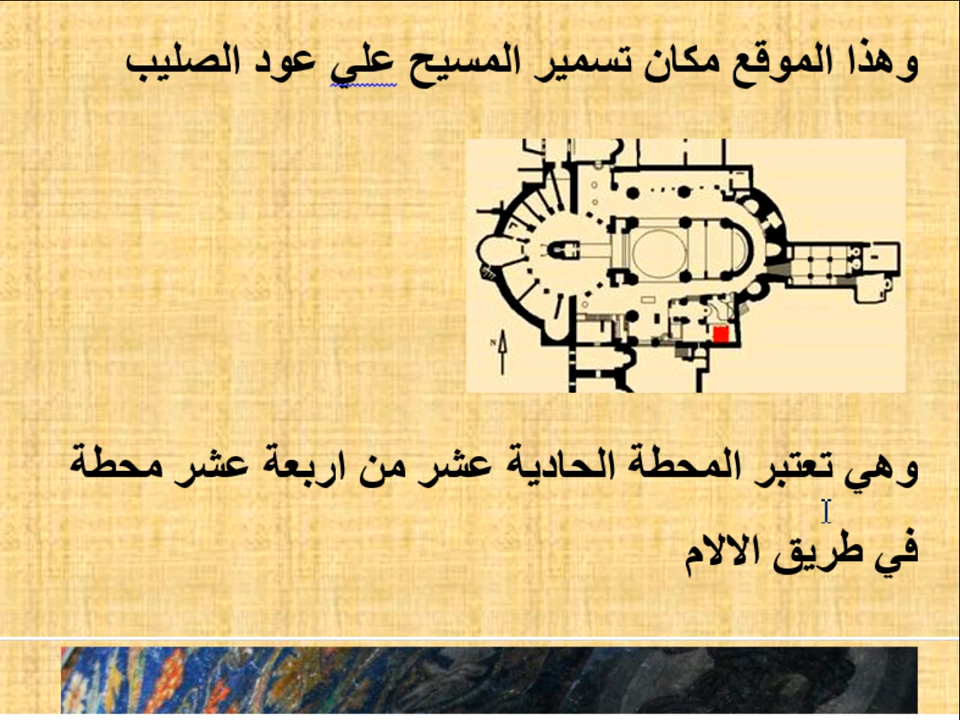 وهذا الموقع مكان تسمير المسيح علي عود الصليب
N
وهي تعتبر المحطة الحادية عشر من اربعة عشر محطة
في طريق الالام